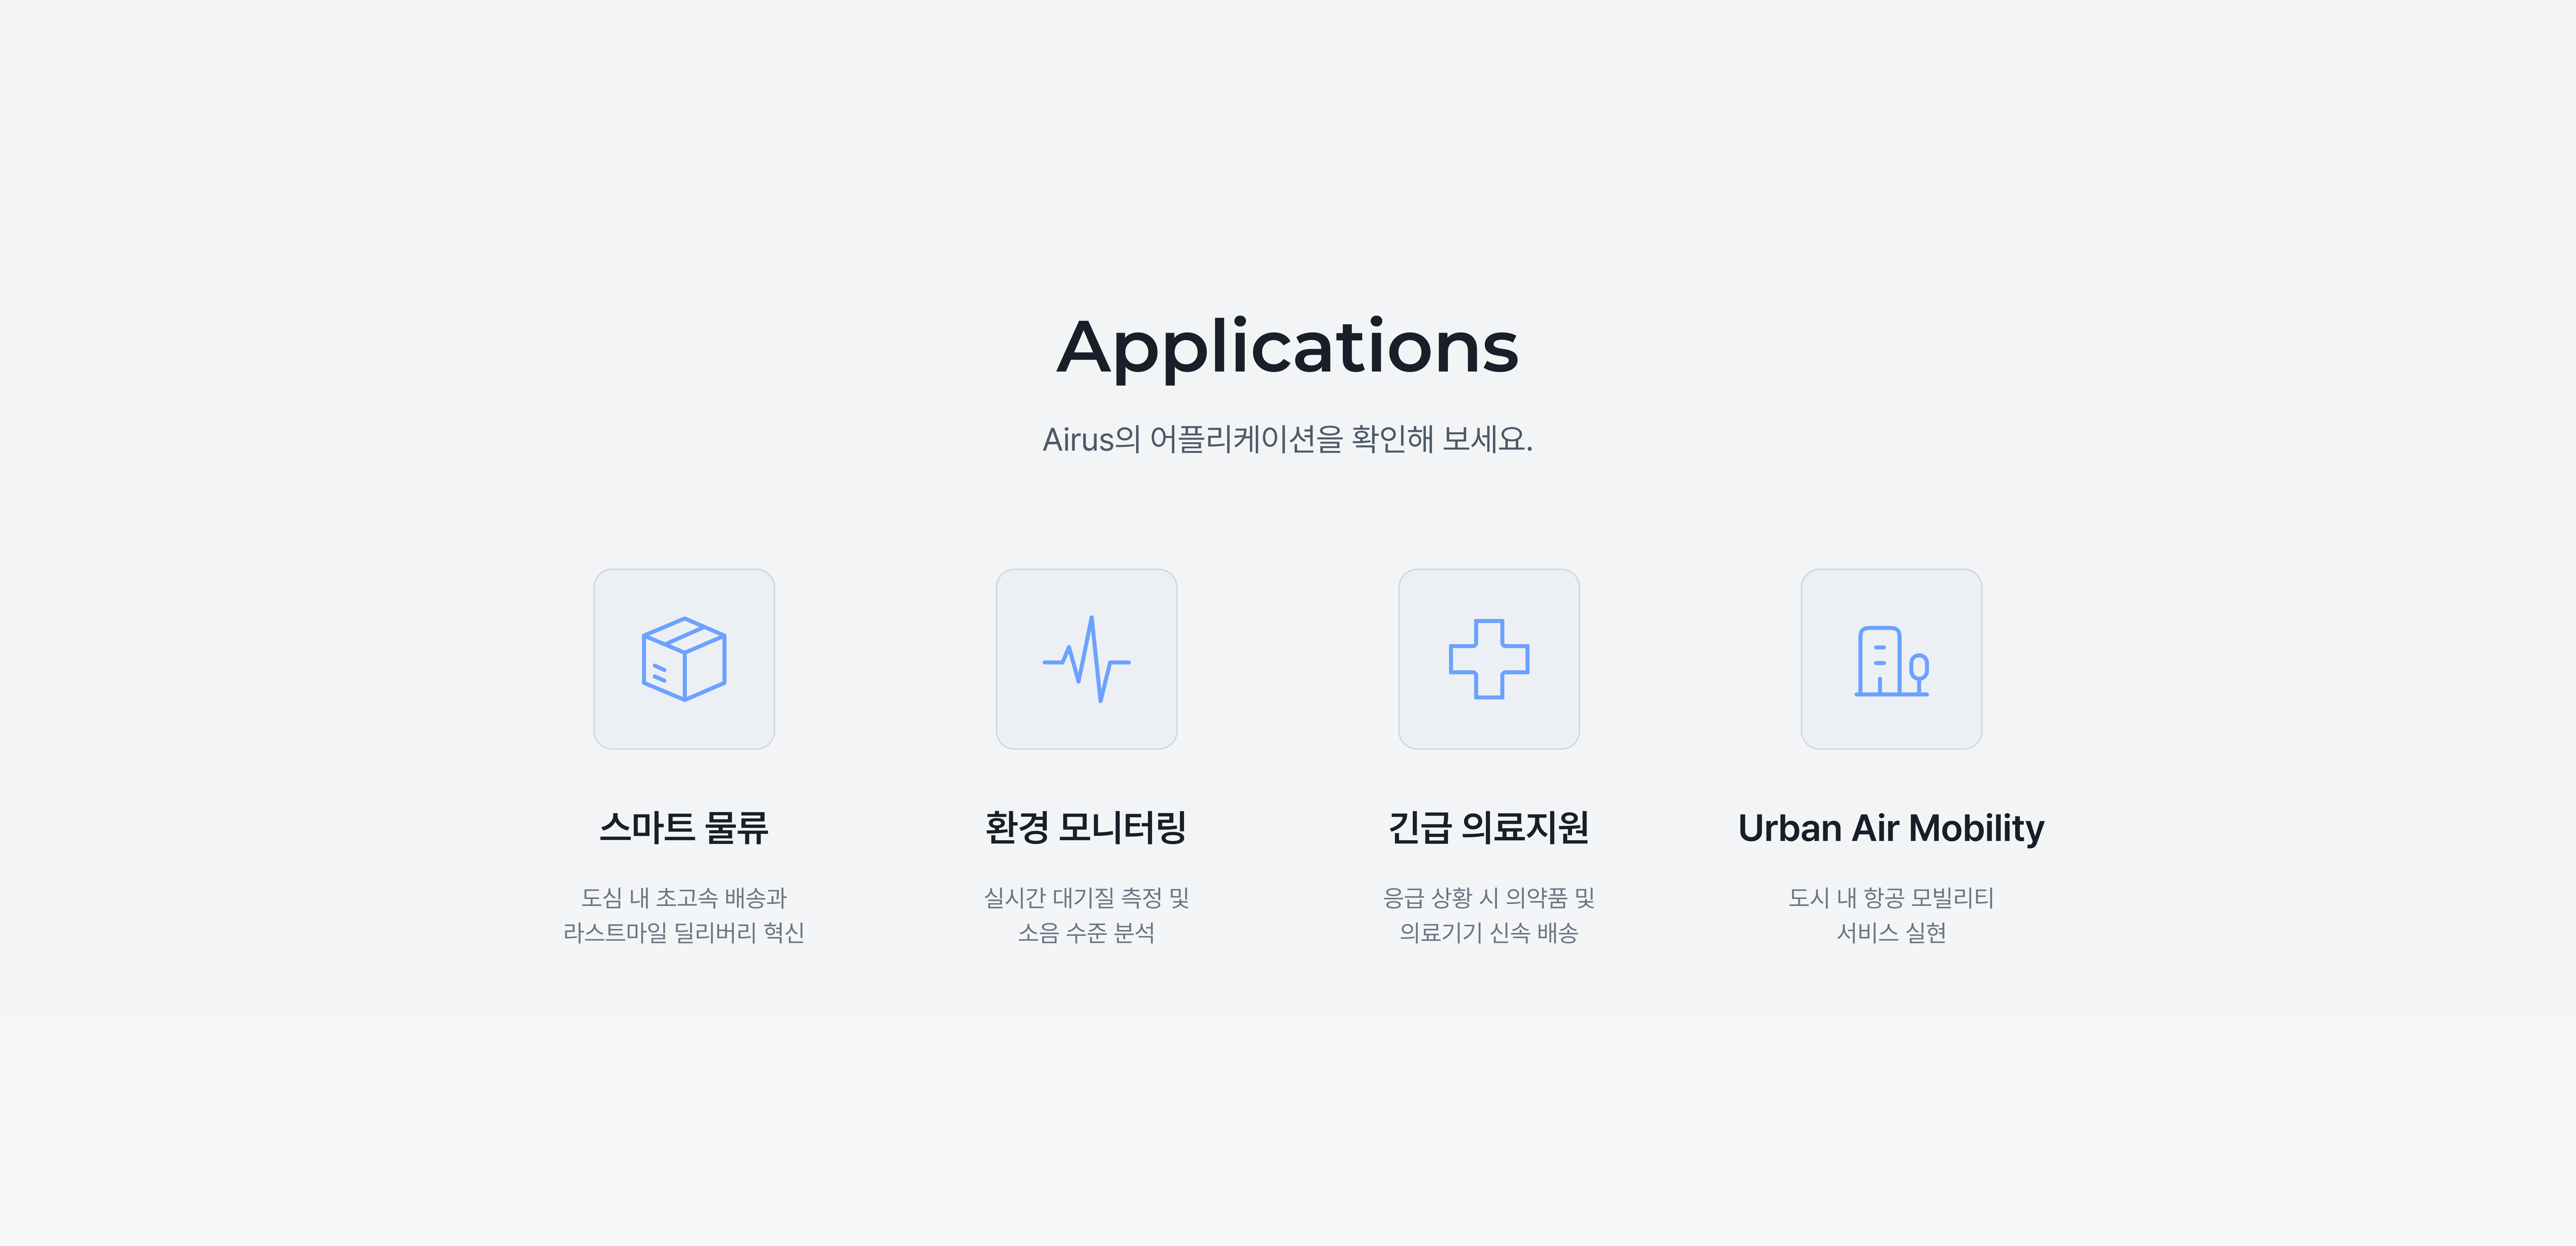 Applications
Airus의 어플리케이션을 확인해 보세요.
스마트 물류
도심 내 초고속 배송과
라스트마일 딜리버리 혁신
환경 모니터링
실시간 대기질 측정 및
소음 수준 분석
긴급 의료지원
응급 상황 시 의약품 및
의료기기 신속 배송
Urban Air Mobility
도시 내 항공 모빌리티
서비스 실현